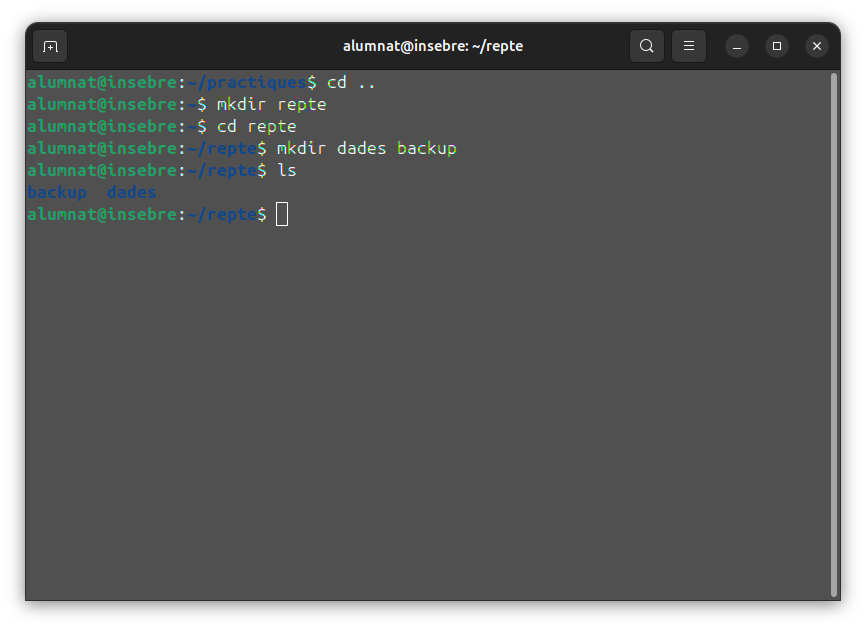 alumnat@insebre: ~/repte
alumnat@insebre:~/practiques$ cd ..
alumnat@insebre:~$ mkdir repte
alumnat@insebre:~$ cd repte
alumnat@insebre:~/repte$ mkdir dades backup
alumnat@insebre:~/repte$ ls
backup  dades
alumnat@insebre:~/repte$